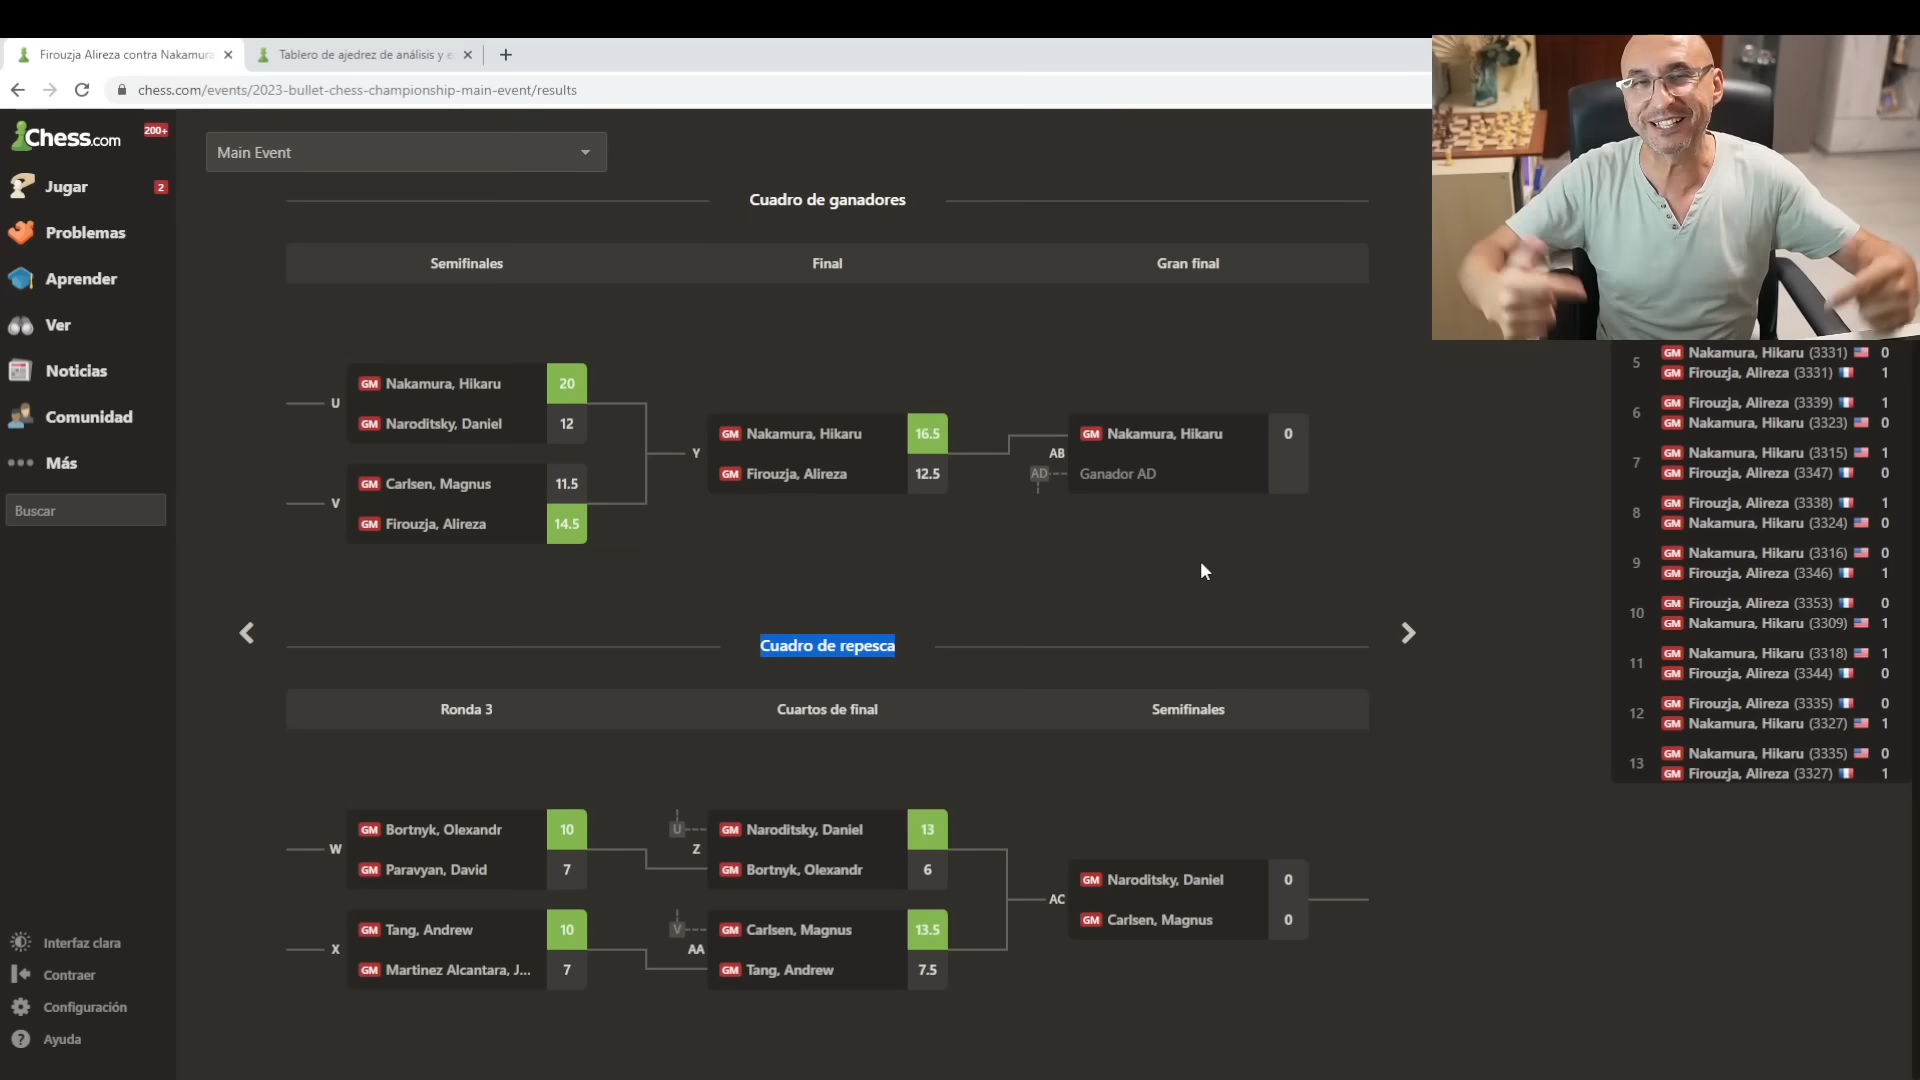 Firouzja Alireza contra Nakamura
Tablero de ajedrez de análisis y e
chess.com/events/2023-bullet-chess-championship-main-event/results
Chess.com
200+
Jugar
2
Problemas
Aprender
Ver
Noticias
Comunidad
Más
Buscar
Interfaz clara
Contraer
Configuración
Ayuda
Main Event
Cuadro de ganadores
Semifinales
Final
Gran final
U
GM Nakamura, Hikaru 20
GM Naroditsky, Daniel 12
V
GM Carlsen, Magnus 11.5
GM Firouzja, Alireza 14.5
Y
GM Nakamura, Hikaru 16.5
GM Firouzja, Alireza 12.5
AB
AD
GM Nakamura, Hikaru 0
Ganador AD
Cuadro de repesca
Ronda 3
Cuartos de final
Semifinales
W
GM Bortnyk, Olexandr 10
GM Paravyan, David 7
X
GM Tang, Andrew 10
GM Martinez Alcantara, J... 7
U
Z
GM Naroditsky, Daniel 13
GM Bortnyk, Olexandr 6
V
AA
GM Carlsen, Magnus 13.5
GM Tang, Andrew 7.5
AC
GM Naroditsky, Daniel 0
GM Carlsen, Magnus 0
5
GM Nakamura, Hikaru (3331) 0
GM Firouzja, Alireza (3331) 1
6
GM Firouzja, Alireza (3339) 1
GM Nakamura, Hikaru (3323) 0
7
GM Nakamura, Hikaru (3315) 1
GM Firouzja, Alireza (3347) 0
8
GM Firouzja, Alireza (3338) 1
GM Nakamura, Hikaru (3324) 0
9
GM Nakamura, Hikaru (3316) 0
GM Firouzja, Alireza (3346) 1
10
GM Firouzja, Alireza (3353) 0
GM Nakamura, Hikaru (3309) 1
11
GM Nakamura, Hikaru (3318) 1
GM Firouzja, Alireza (3344) 0
12
GM Firouzja, Alireza (3335) 0
GM Nakamura, Hikaru (3327) 1
13
GM Nakamura, Hikaru (3335) 0
GM Firouzja, Alireza (3327) 1